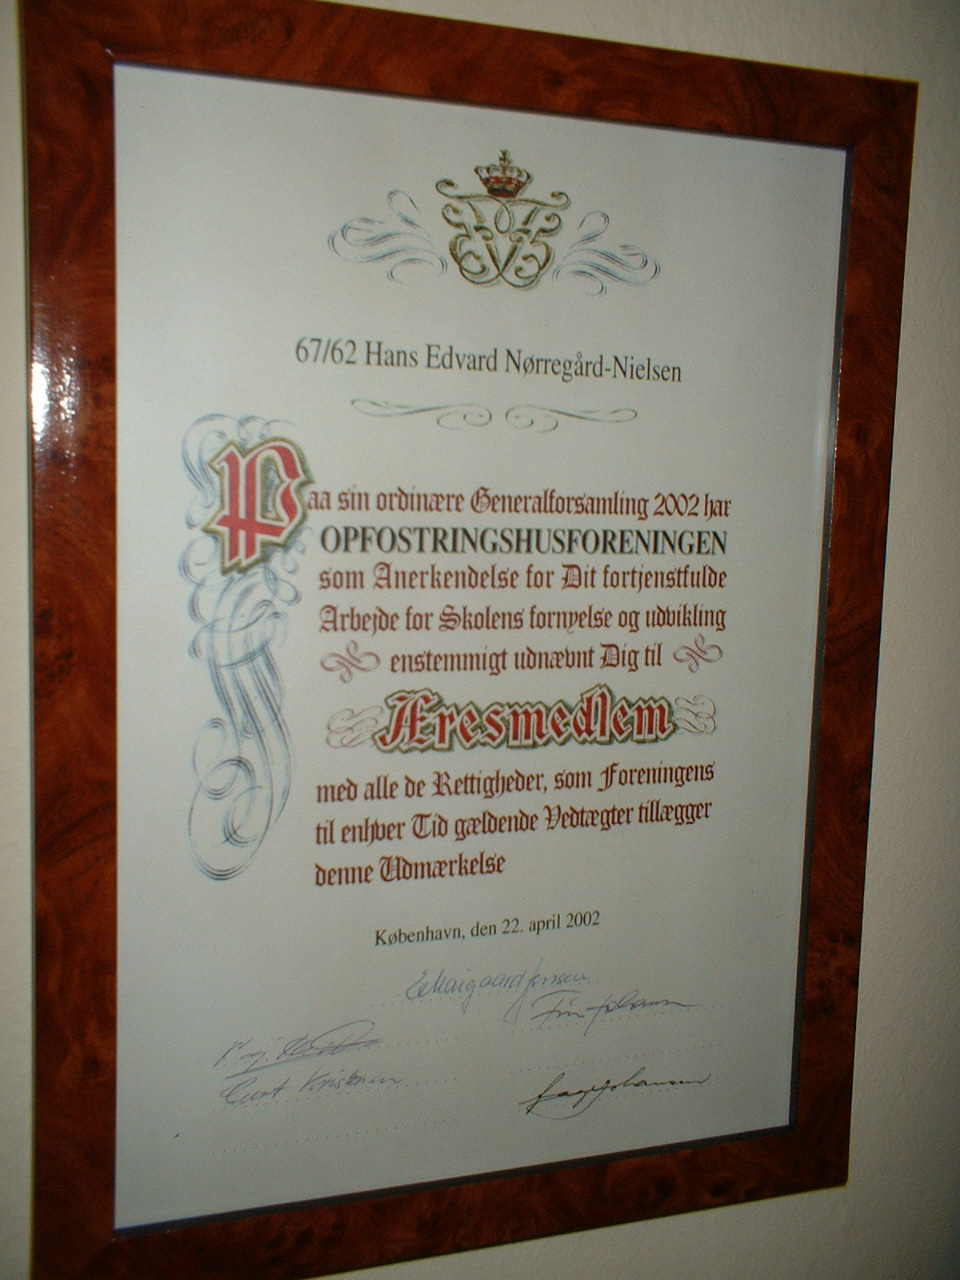 67/62 Hans Edvard Nørregård-Nielsen
Paa sin ordinære Generalforsamling 2002 har
OPFOSTRINGSHUSFORENINGEN
som Anerkendelse for Dit fortjenstfulde
Arbejde for Skolens fornyelse og udvikling
enstemmigt udnævnt Dig til
Æresmedlem
med alle de Rettigheder, som Foreningens
til enhver Tid gældende Vedtægter tillægger
denne Udmærkelse
København, den 22. april 2002